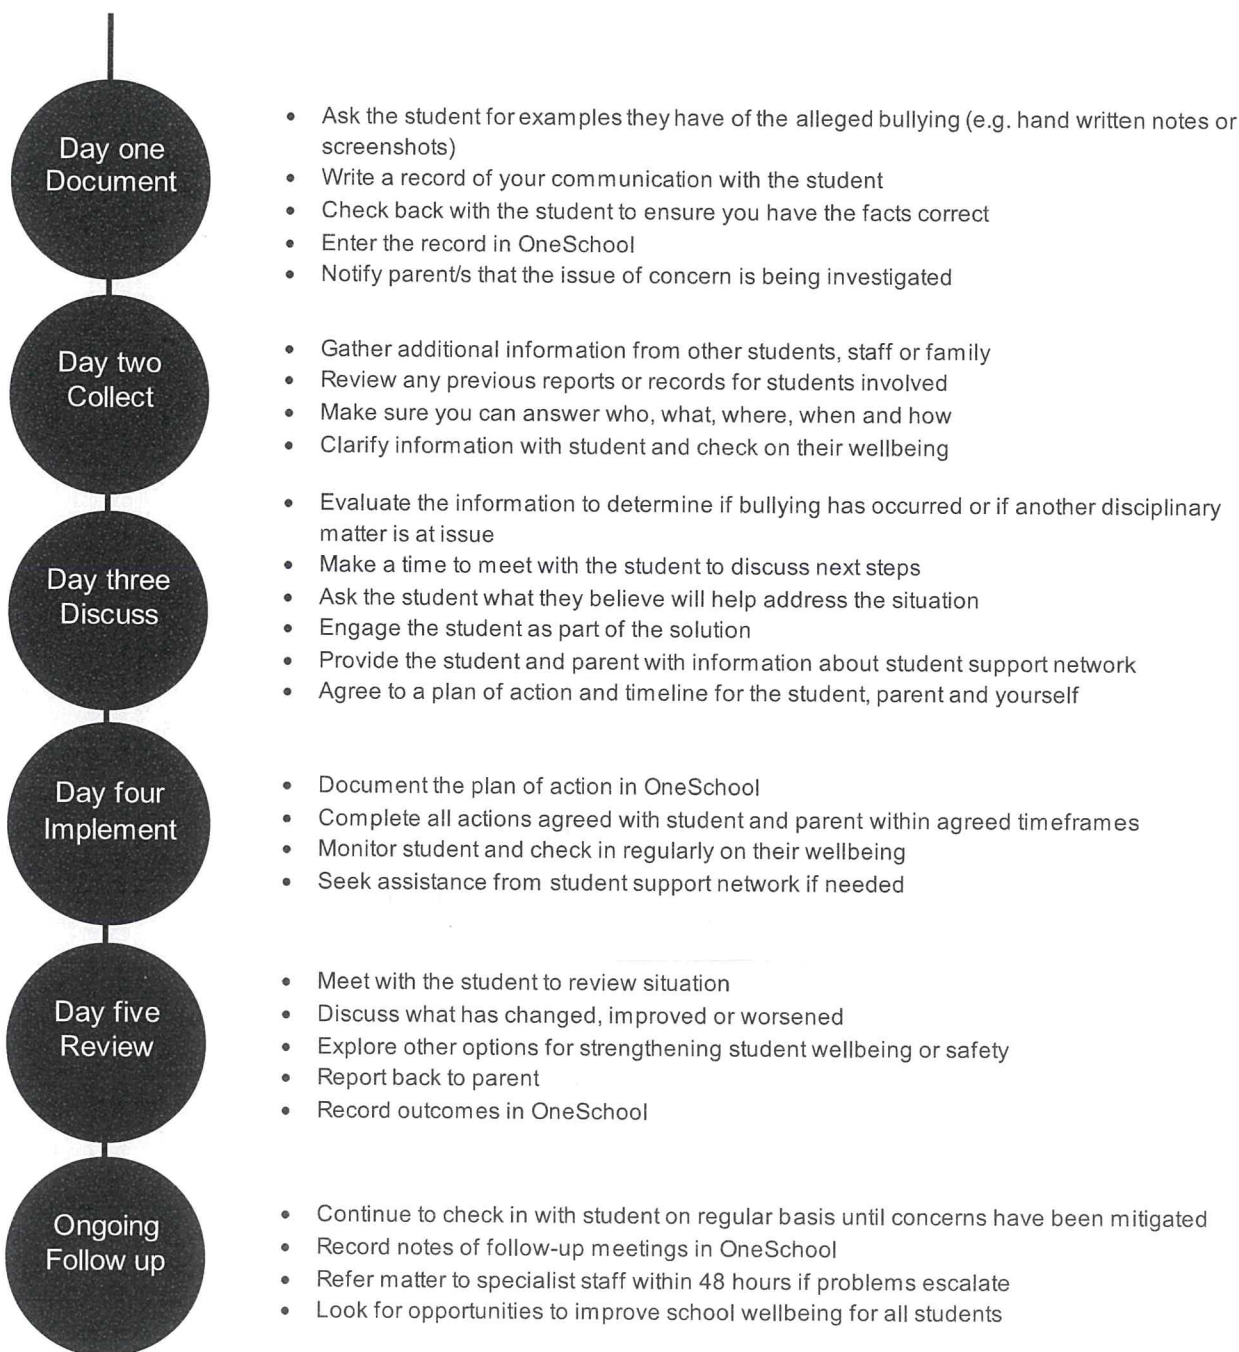 Day one
Document
• Ask the student for examples they have of the alleged bullying (e.g. hand written notes or
screenshots)
• Write a record of your communication with the student
• Check back with the student to ensure you have the facts correct
• Enter the record in OneSchool
• Notify parent/s that the issue of concern is being investigated
Day two
Collect
• Gather additional information from other students, staff or family
• Review any previous reports or records for students involved
• Make sure you can answer who, what, where, when and how
• Clarify information with student and check on their wellbeing
Day three
Discuss
• Evaluate the information to determine if bullying has occurred or if another disciplinary
matter is at issue
• Make a time to meet with the student to discuss next steps
• Ask the student what they believe will help address the situation
• Engage the student as part of the solution
• Provide the student and parent with information about student support network
• Agree to a plan of action and timeline for the student, parent and yourself
Day four
Implement
• Document the plan of action in OneSchool
• Complete all actions agreed with student and parent within agreed timeframes
• Monitor student and check in regularly on their wellbeing
• Seek assistance from student support network if needed
Day five
Review
• Meet with the student to review situation
• Discuss what has changed, improved or worsened
• Explore other options for strengthening student wellbeing or safety
• Report back to parent
• Record outcomes in OneSchool
Ongoing
Follow up
• Continue to check in with student on regular basis until concerns have been mitigated
• Record notes of follow-up meetings in OneSchool
• Refer matter to specialist staff within 48 hours if problems escalate
• Look for opportunities to improve school wellbeing for all students